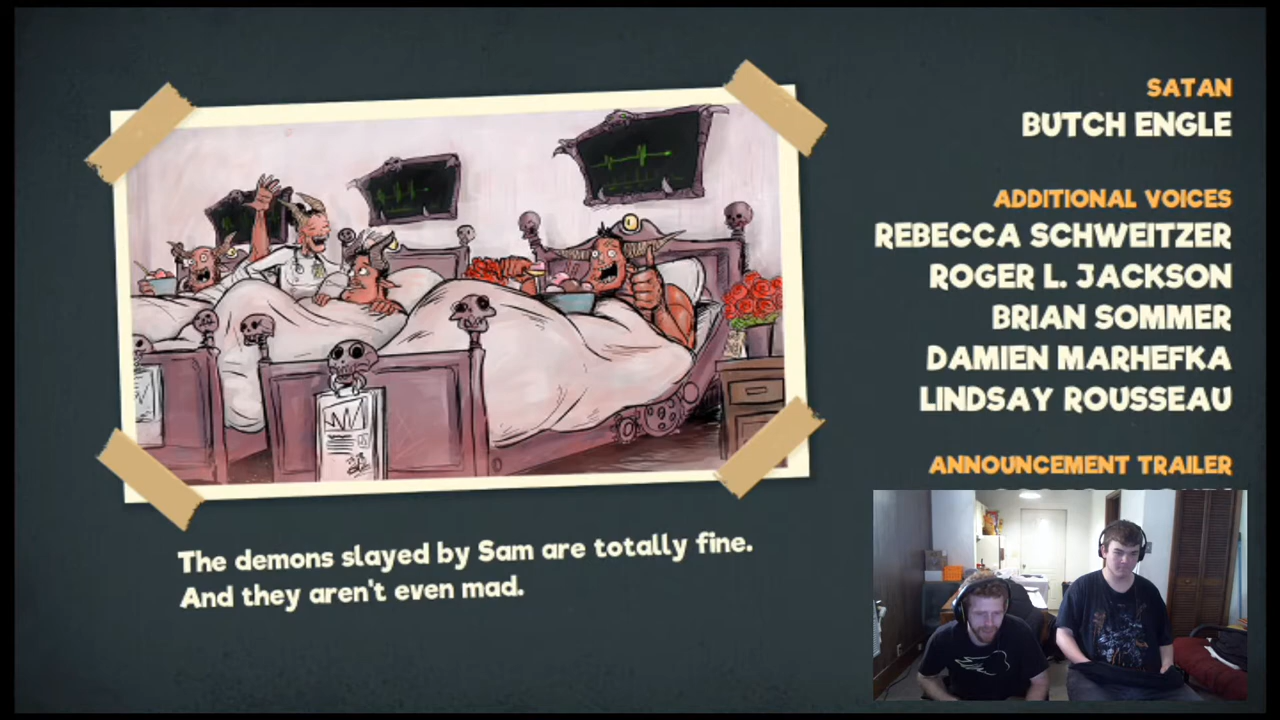 SATAN
BUTCH ENGLE
ADDITIONAL VOICES
REBECCA SCHWEITZER
ROGER L. JACKSON
BRIAN SOMMER
DAMIEN MARHEFKA
LINDSAY ROUSSEAU
ANNOUNCEMENT TRAILER
The demons slayed by Sam are totally fine.
And they aren't even mad.